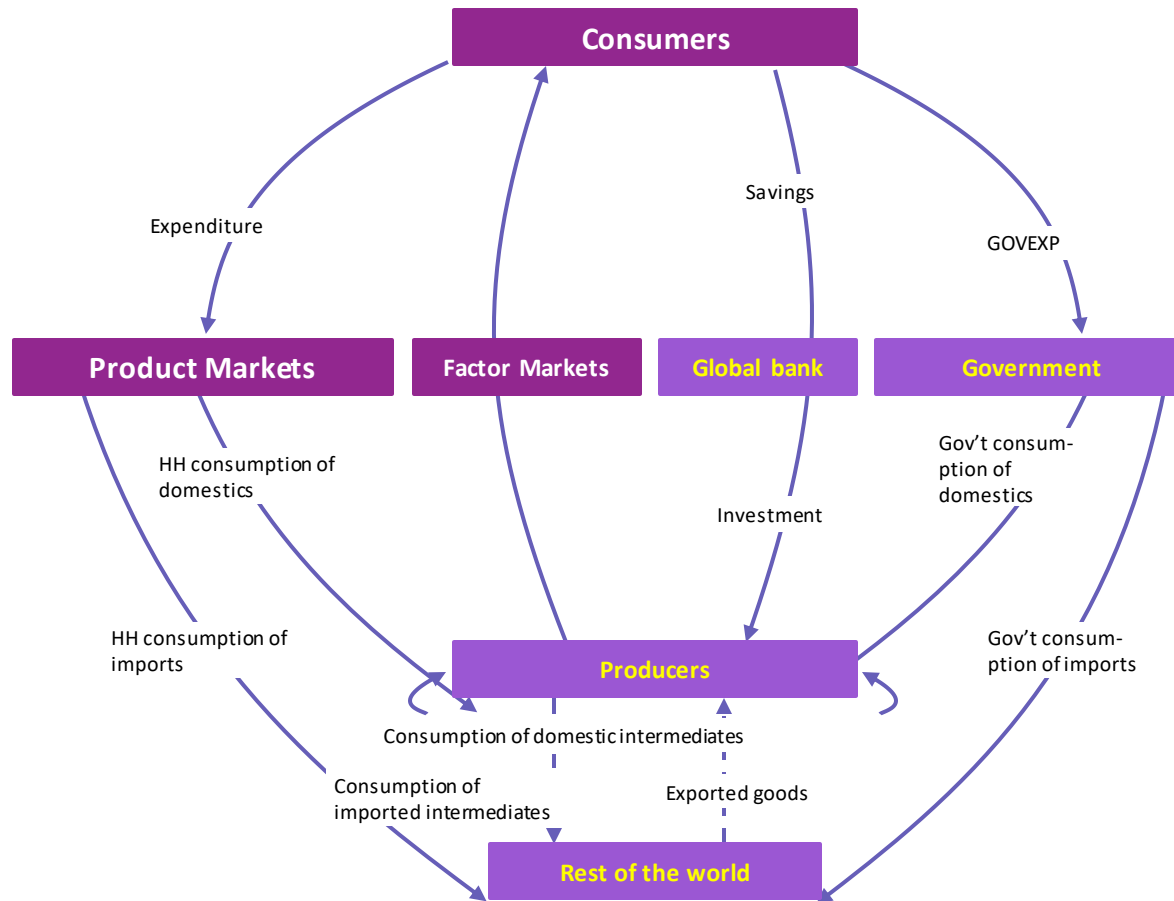 Consumers
Savings
Expenditure
GOVEXP
Product Markets
Factor Markets
Global bank
Government
HH consumption of
domestics
Gov't consum-
ption of
domestics
Investment
HH consumption of
imports
Gov't consum-
ption of imports
Producers
Consumption of domestic intermediates
Consumption of
imported intermediates
Exported goods
Rest of the world